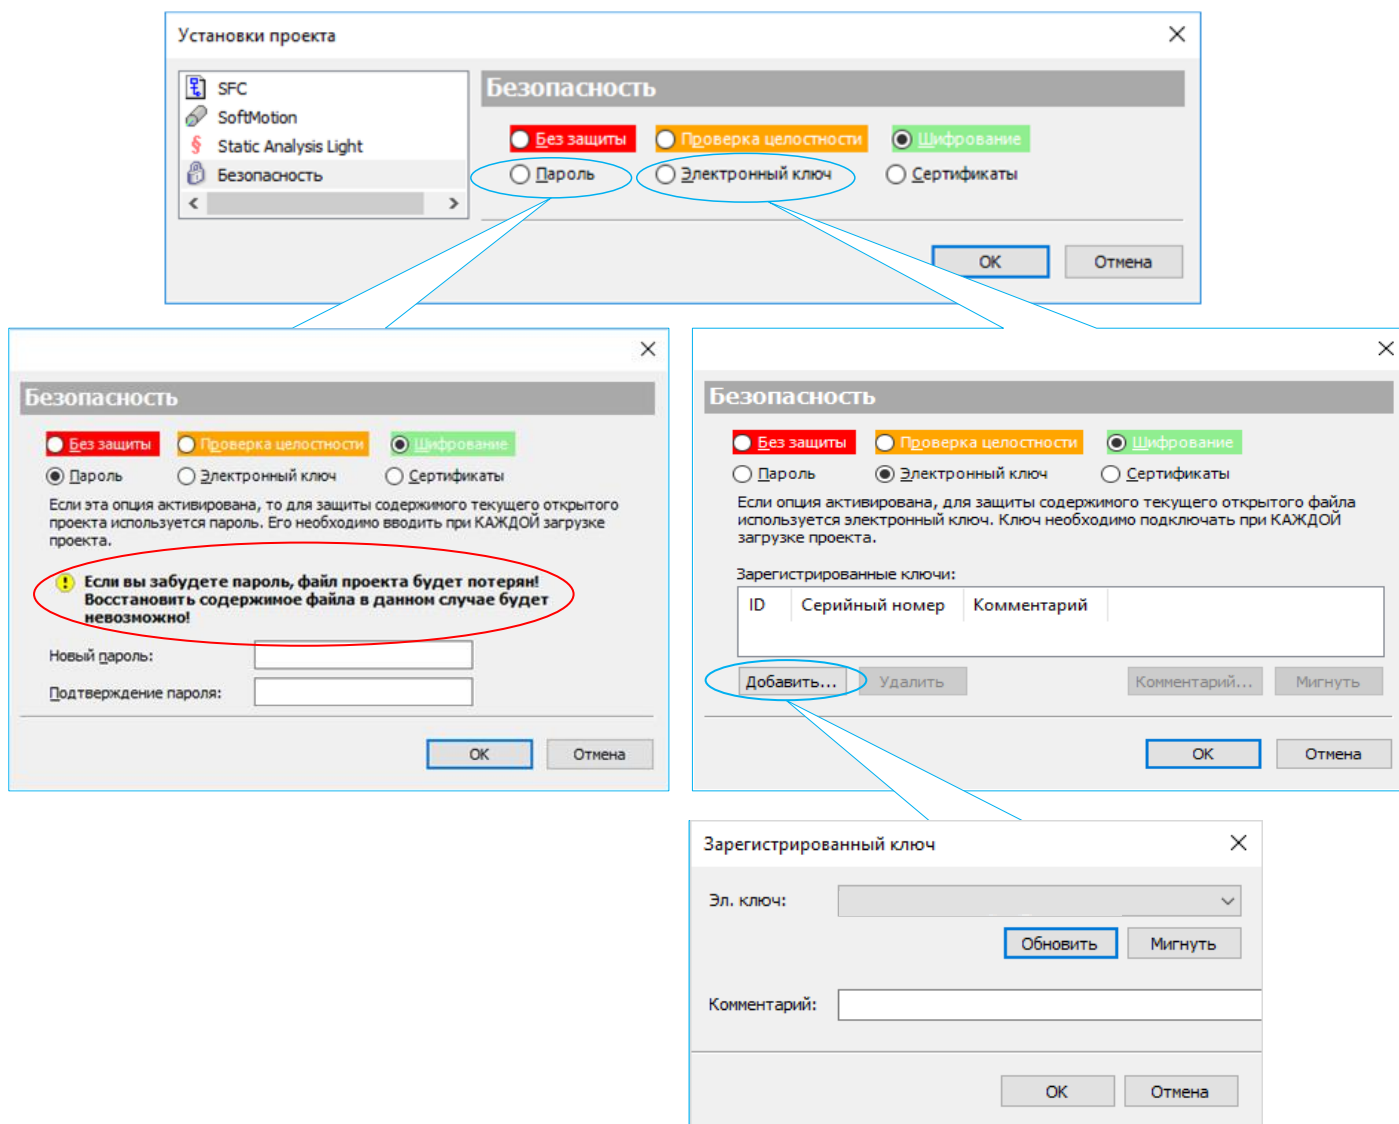 Установки проекта
SFC
SoftMotion
Static Analysis Light
Безопасность
Безопасность
Без защиты Проверка целостности Шифрование
Пароль Электронный ключ Сертификаты
OK Отмена
Безопасность
Без защиты Проверка целостности Шифрование
Пароль Электронный ключ Сертификаты
Если эта опция активирована, то для защиты содержимого текущего открытого
проекта используется пароль. Его необходимо вводить при КАЖДОЙ загрузке
проекта.
Если вы забудете пароль, файл проекта будет потерян!
Восстановить содержимое файла в данном случае будет
невозможно!
Новый пароль:
Подтверждение пароля:
OK Отмена
Безопасность
Без защиты Проверка целостности Шифрование
Пароль Электронный ключ Сертификаты
Если опция активирована, для защиты содержимого текущего открытого файла
используется электронный ключ. Ключ необходимо подключать при КАЖДОЙ
загрузке проекта.
Зарегистрированные ключи:
ID Серийный номер Комментарий
Добавить... Удалить Комментарий... Мигнуть
OK Отмена
Зарегистрированный ключ
Эл. ключ:
Обновить Мигнуть
Комментарий:
OK Отмена